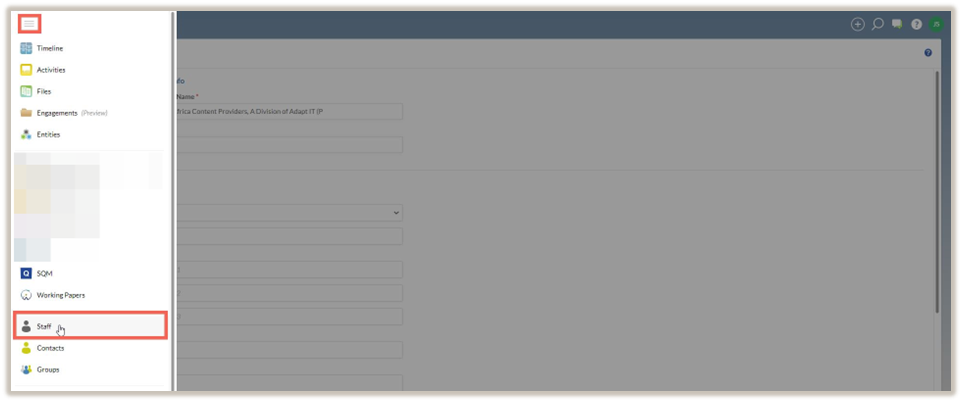 JS
Timeline
Activities
Files
Engagements (Preview)
Entities
Name *
frica Content Providers, A Division of Adapt IT (P
Q SQM
Working Papers
Staff
Contacts
Groups